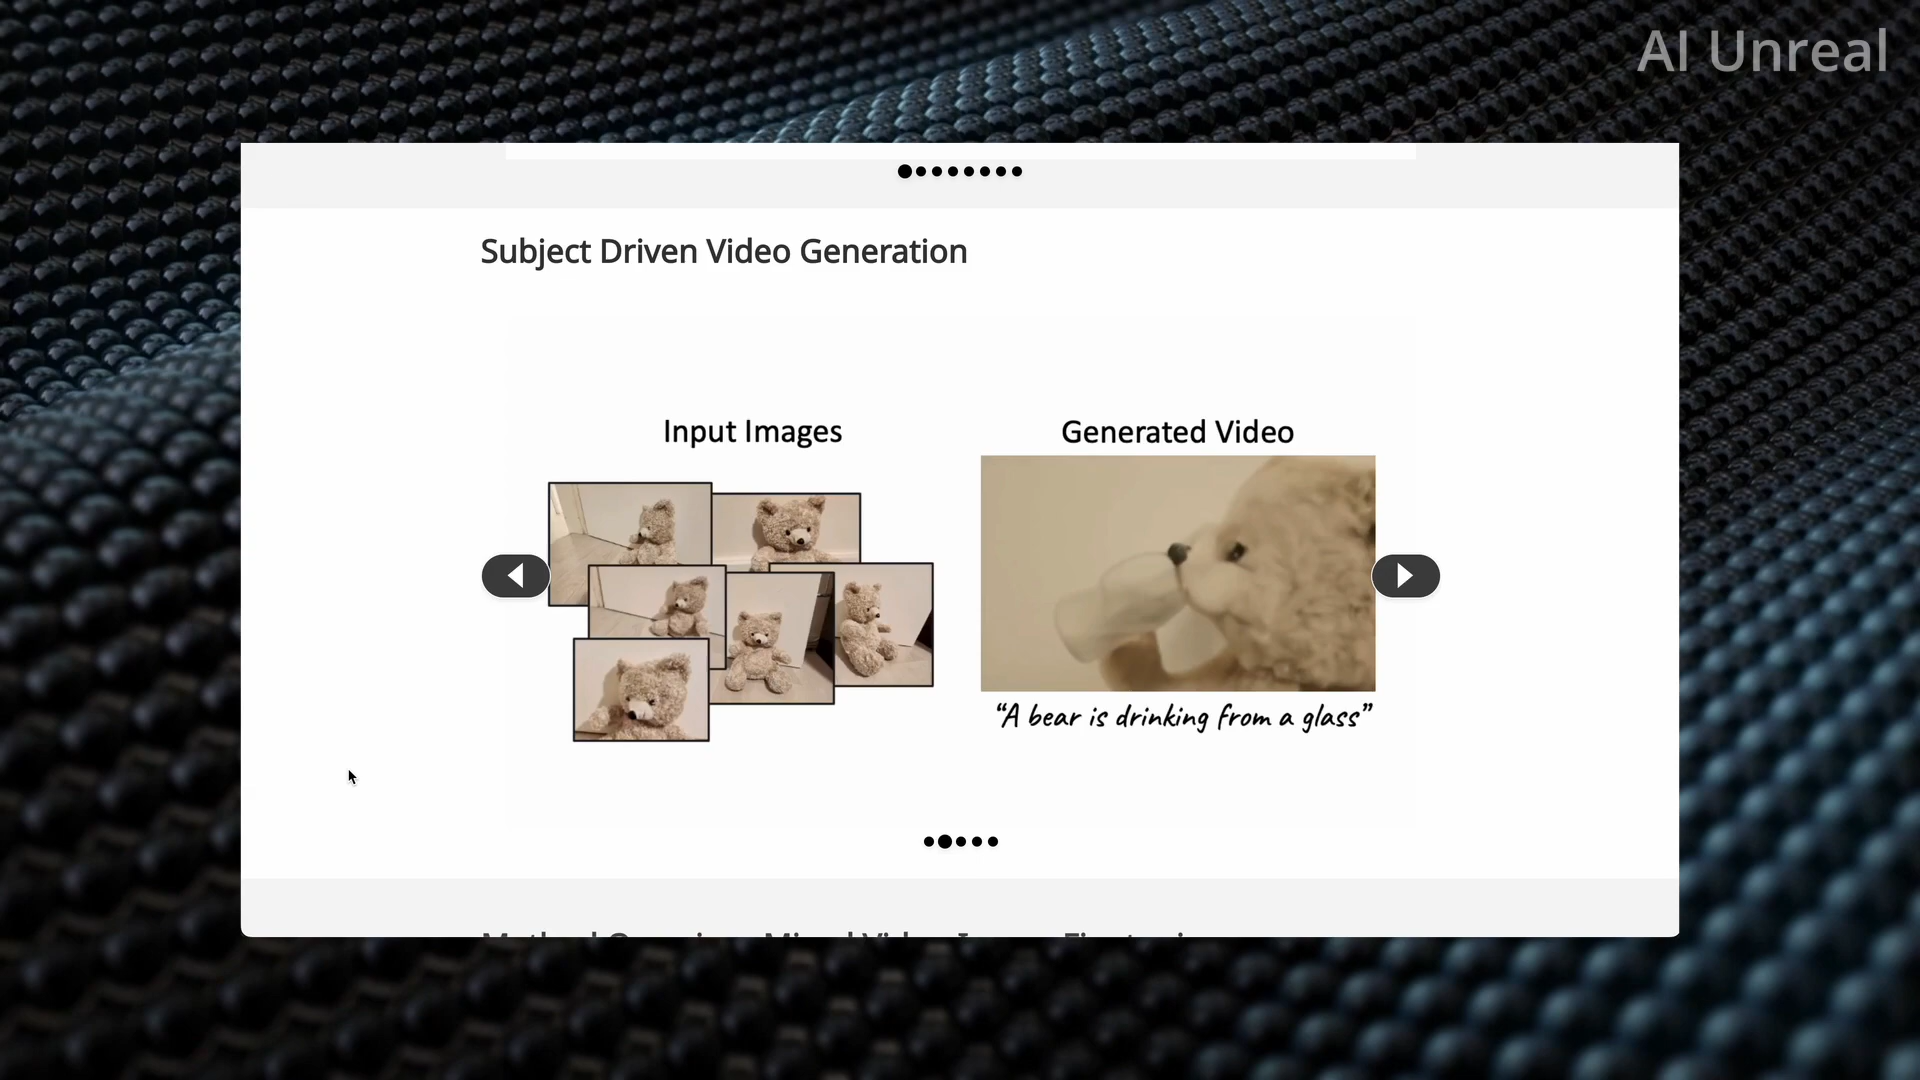 AI Unreal
Subject Driven Video Generation
Input Images
Generated Video
“A bear is drinking from a glass”